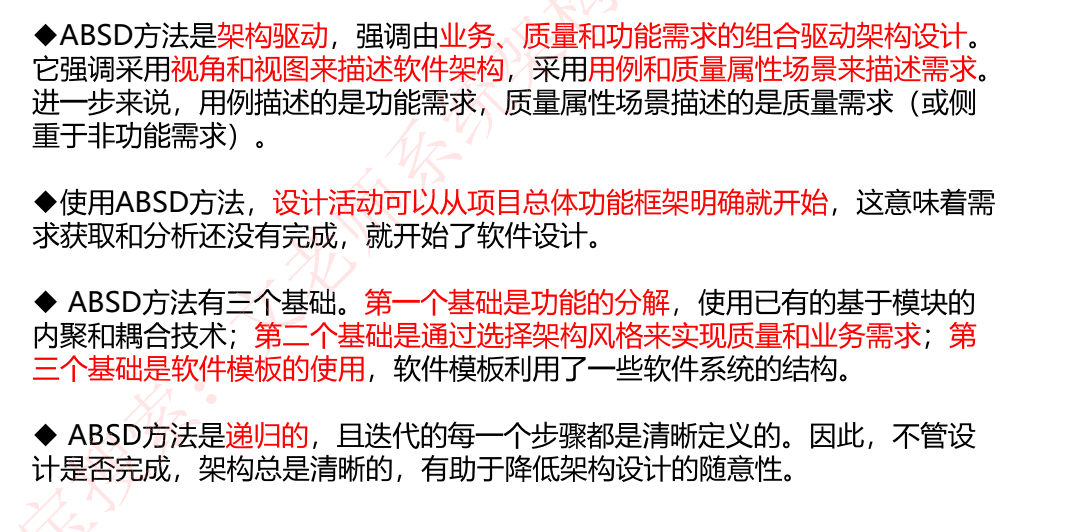 ◆ABSD方法是架构驱动，强调由业务、质量和功能需求的组合驱动架构设计。
它强调采用视角和视图来描述软件架构，采用用例和质量属性场景来描述需求。
进一步来说，用例描述的是功能需求，质量属性场景描述的是质量需求（或侧
重于非功能需求）。
◆使用ABSD方法，设计活动可以从项目总体功能框架明确就开始，这意味着需
求获取和分析还没有完成，就开始了软件设计。
◆ ABSD方法有三个基础。第一个基础是功能的分解，使用已有的基于模块的
内聚和耦合技术；第二个基础是通过选择架构风格来实现质量和业务需求；第
三个基础是软件模板的使用，软件模板利用了一些软件系统的结构。
◆ ABSD方法是递归的，且迭代的每一个步骤都是清晰定义的。因此，不管设
计是否完成，架构总是清晰的，有助于降低架构设计的随意性。
宝搜索：文老师系统架构